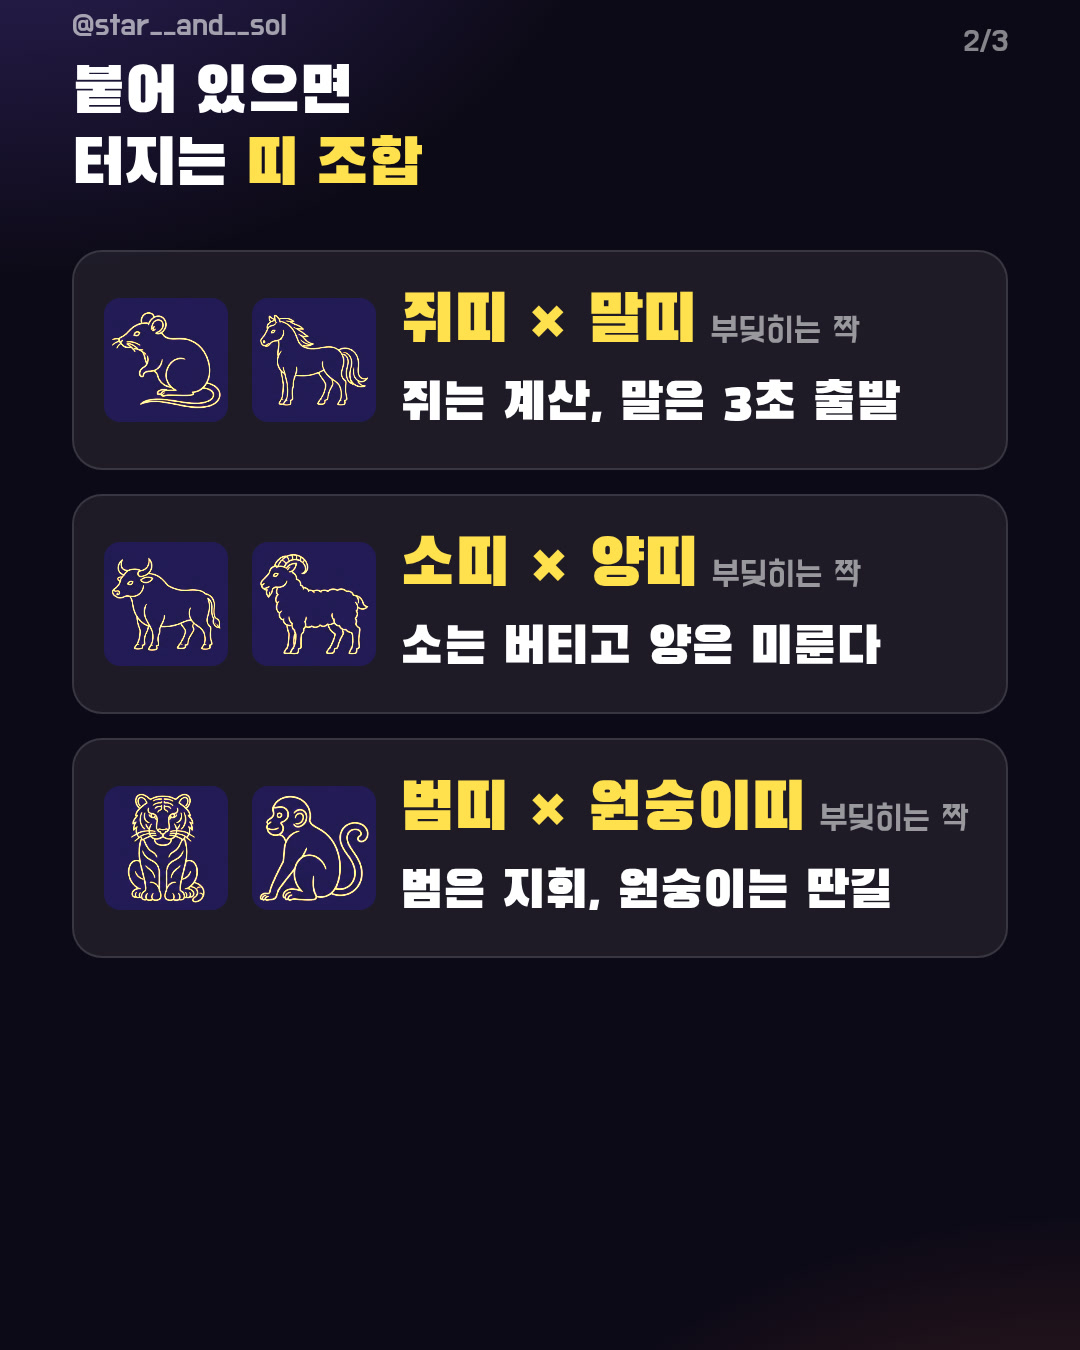 @star__and__sol
2/3
붙어 있으면
터지는 띠 조합
쥐띠 × 말띠 부딪히는 짝
쥐는 계산, 말은 3초 출발
소띠 × 양띠 부딪히는 짝
소는 버티고 양은 미룬다
범띠 × 원숭이띠 부딪히는 짝
범은 지휘, 원숭이는 딴길